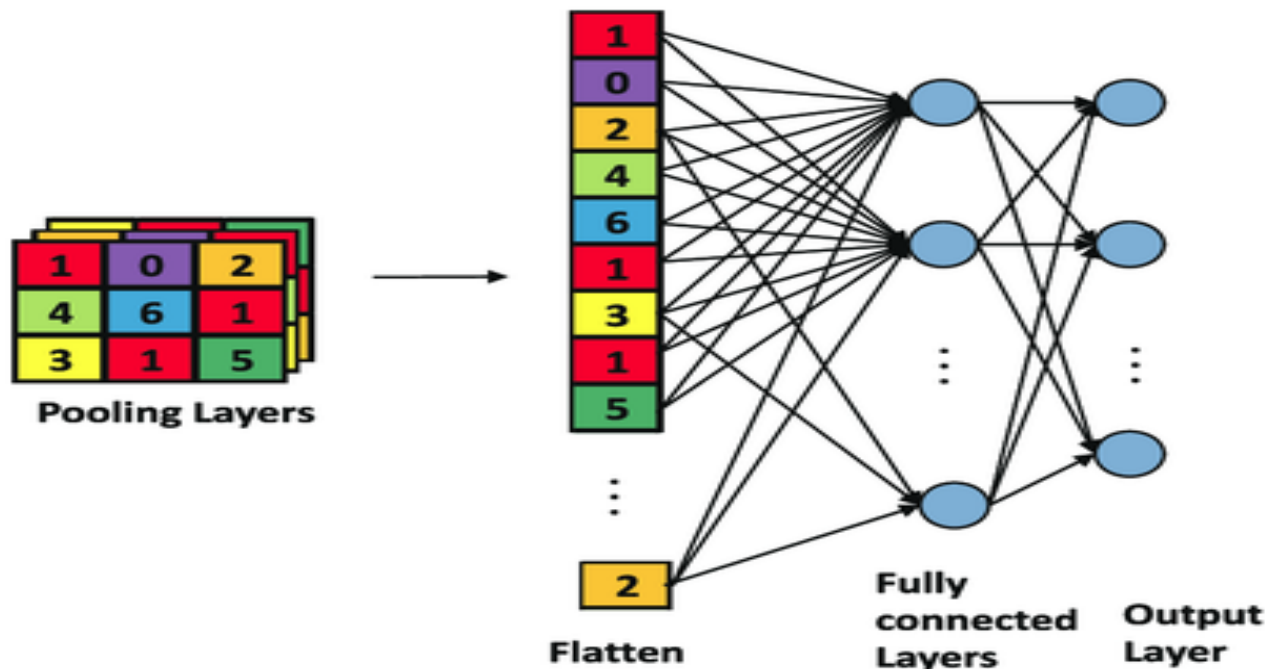 1 0 2
4 6 1
3 1 5
Pooling Layers
1
0
2
4
6
1
3
1
5
⋮
2
Flatten
⋮
Fully
connected
Layers
⋮
Output
Layer